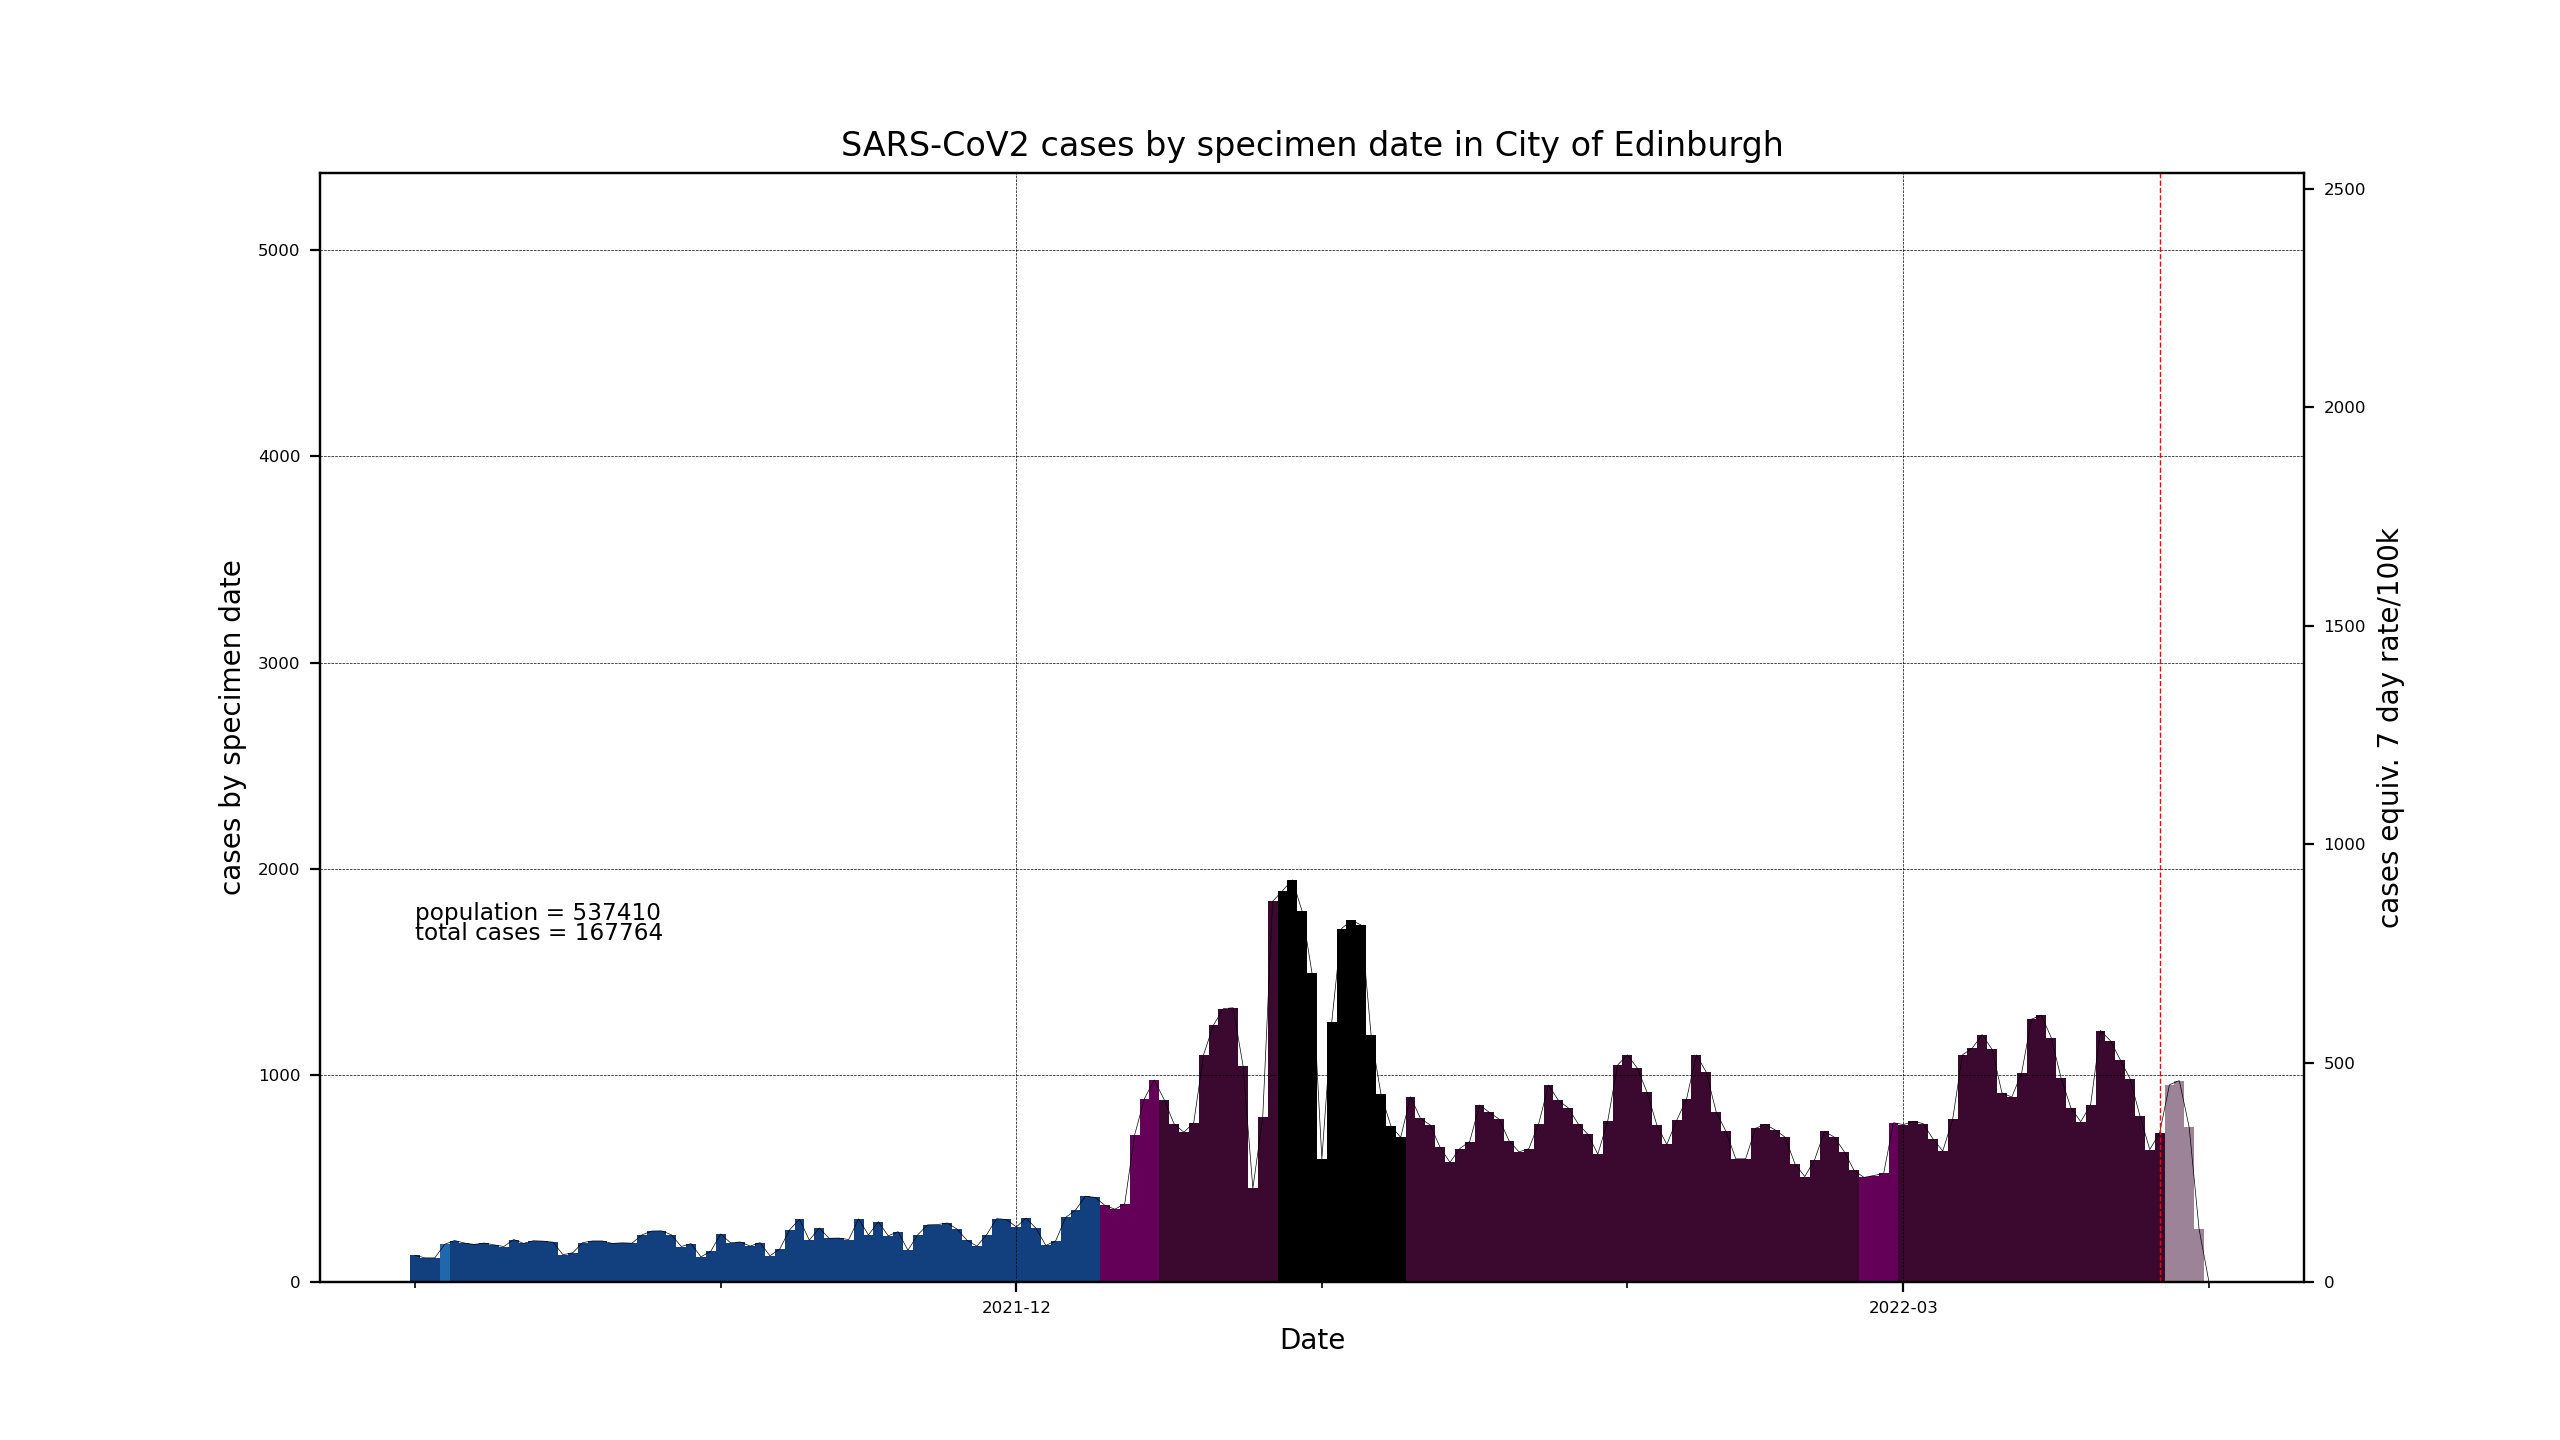 SARS-CoV2 cases by specimen date in City of Edinburgh
cases by specimen date
5000
4000
3000
2000
1000
0
population = 537410
total cases = 167764
2500
2000
1500
1000
500
0
cases equiv. 7 day rate/100k
2021-12
2022-03
Date